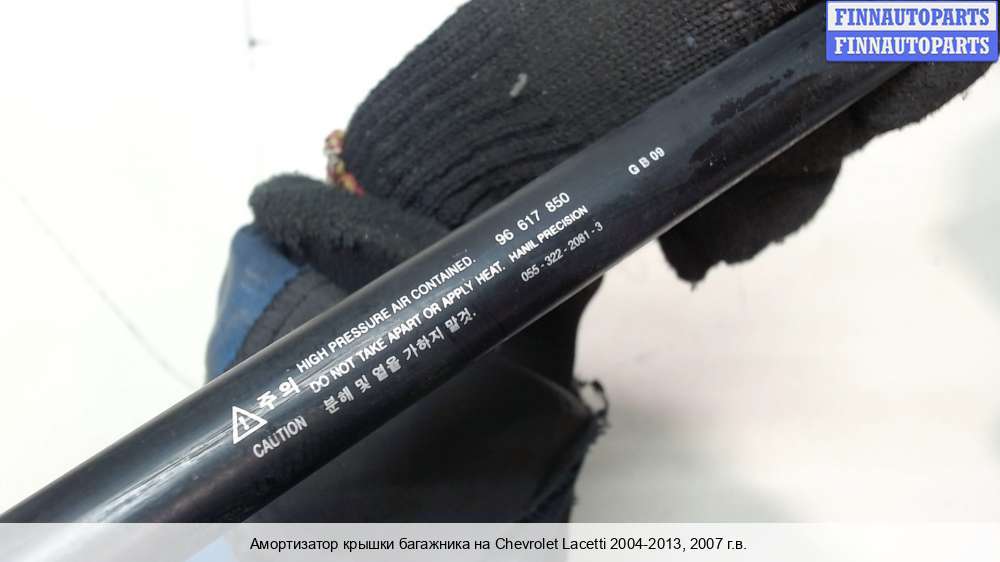 FINNAUTOPARTS
FINNAUTOPARTS
G B 09
96 617 850
주의 HIGH PRESSURE AIR CONTAINED.
CAUTION DO NOT TAKE APART OR APPLY HEAT. HANIL PRECISION
분해 및 열을 가하지 말것. 055-322-2061-3
Амортизатор крышки багажника на Chevrolet Lacetti 2004-2013, 2007 г.в.